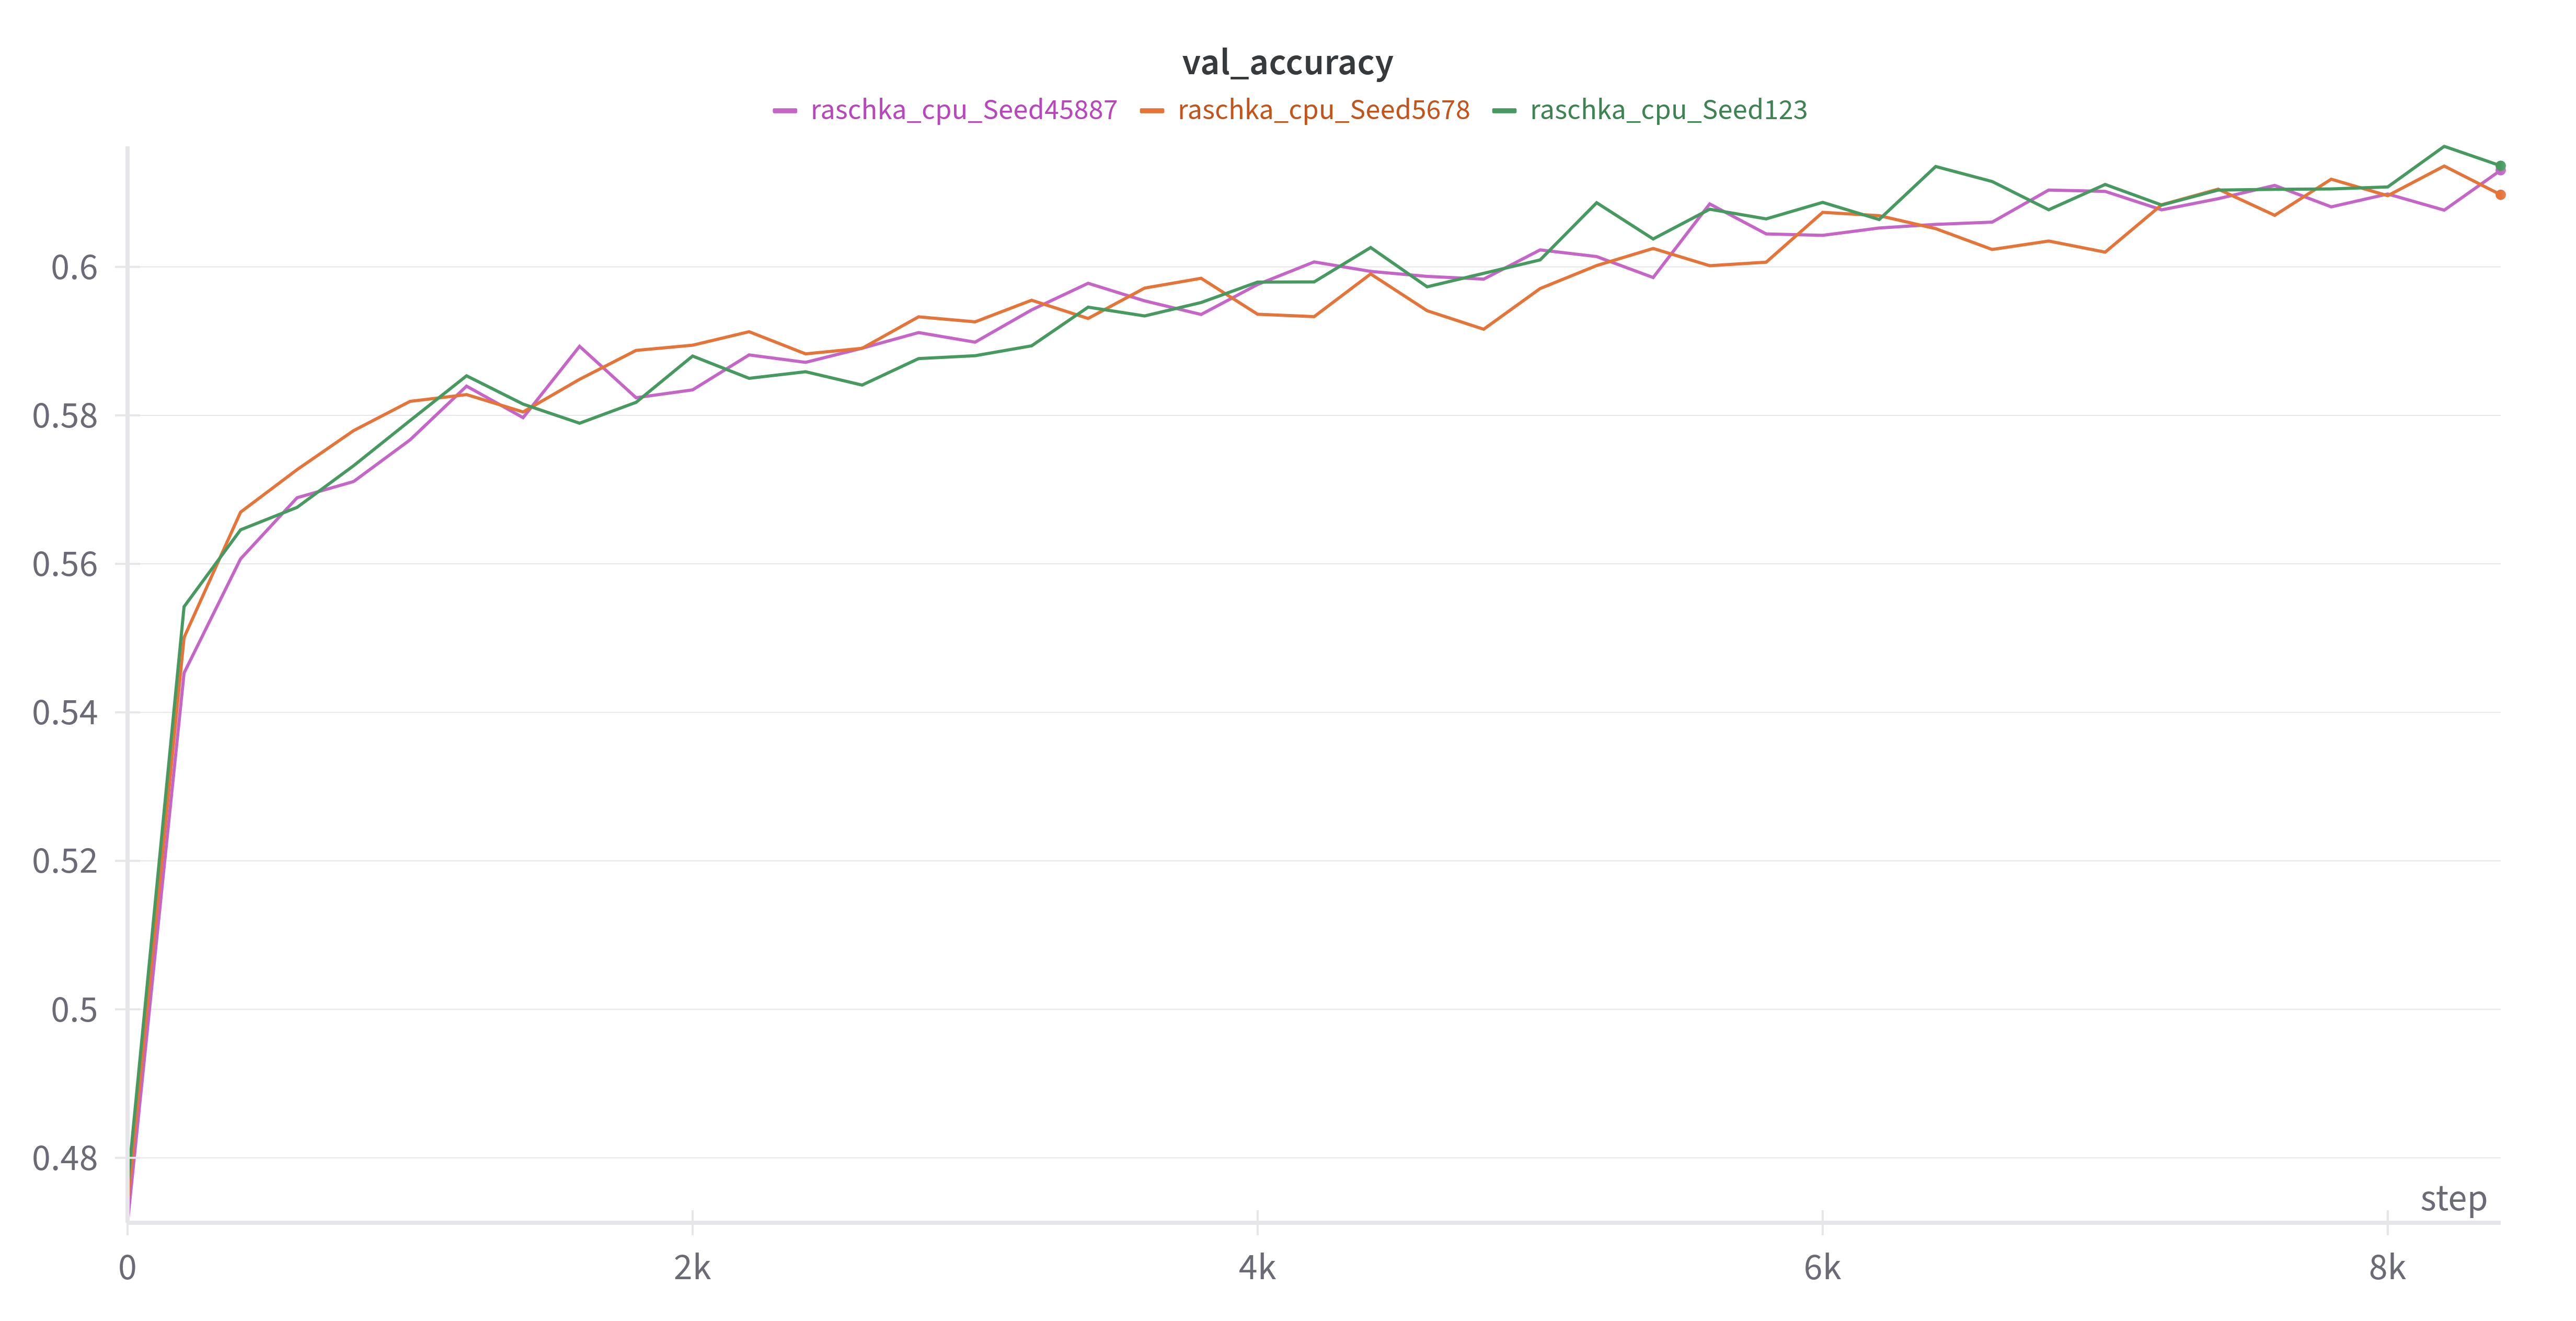 val_accuracy
raschka_cpu_Seed45887 raschka_cpu_Seed5678 raschka_cpu_Seed123
0.6
0.58
0.56
0.54
0.52
0.5
0.48
step
0 2k 4k 6k 8k